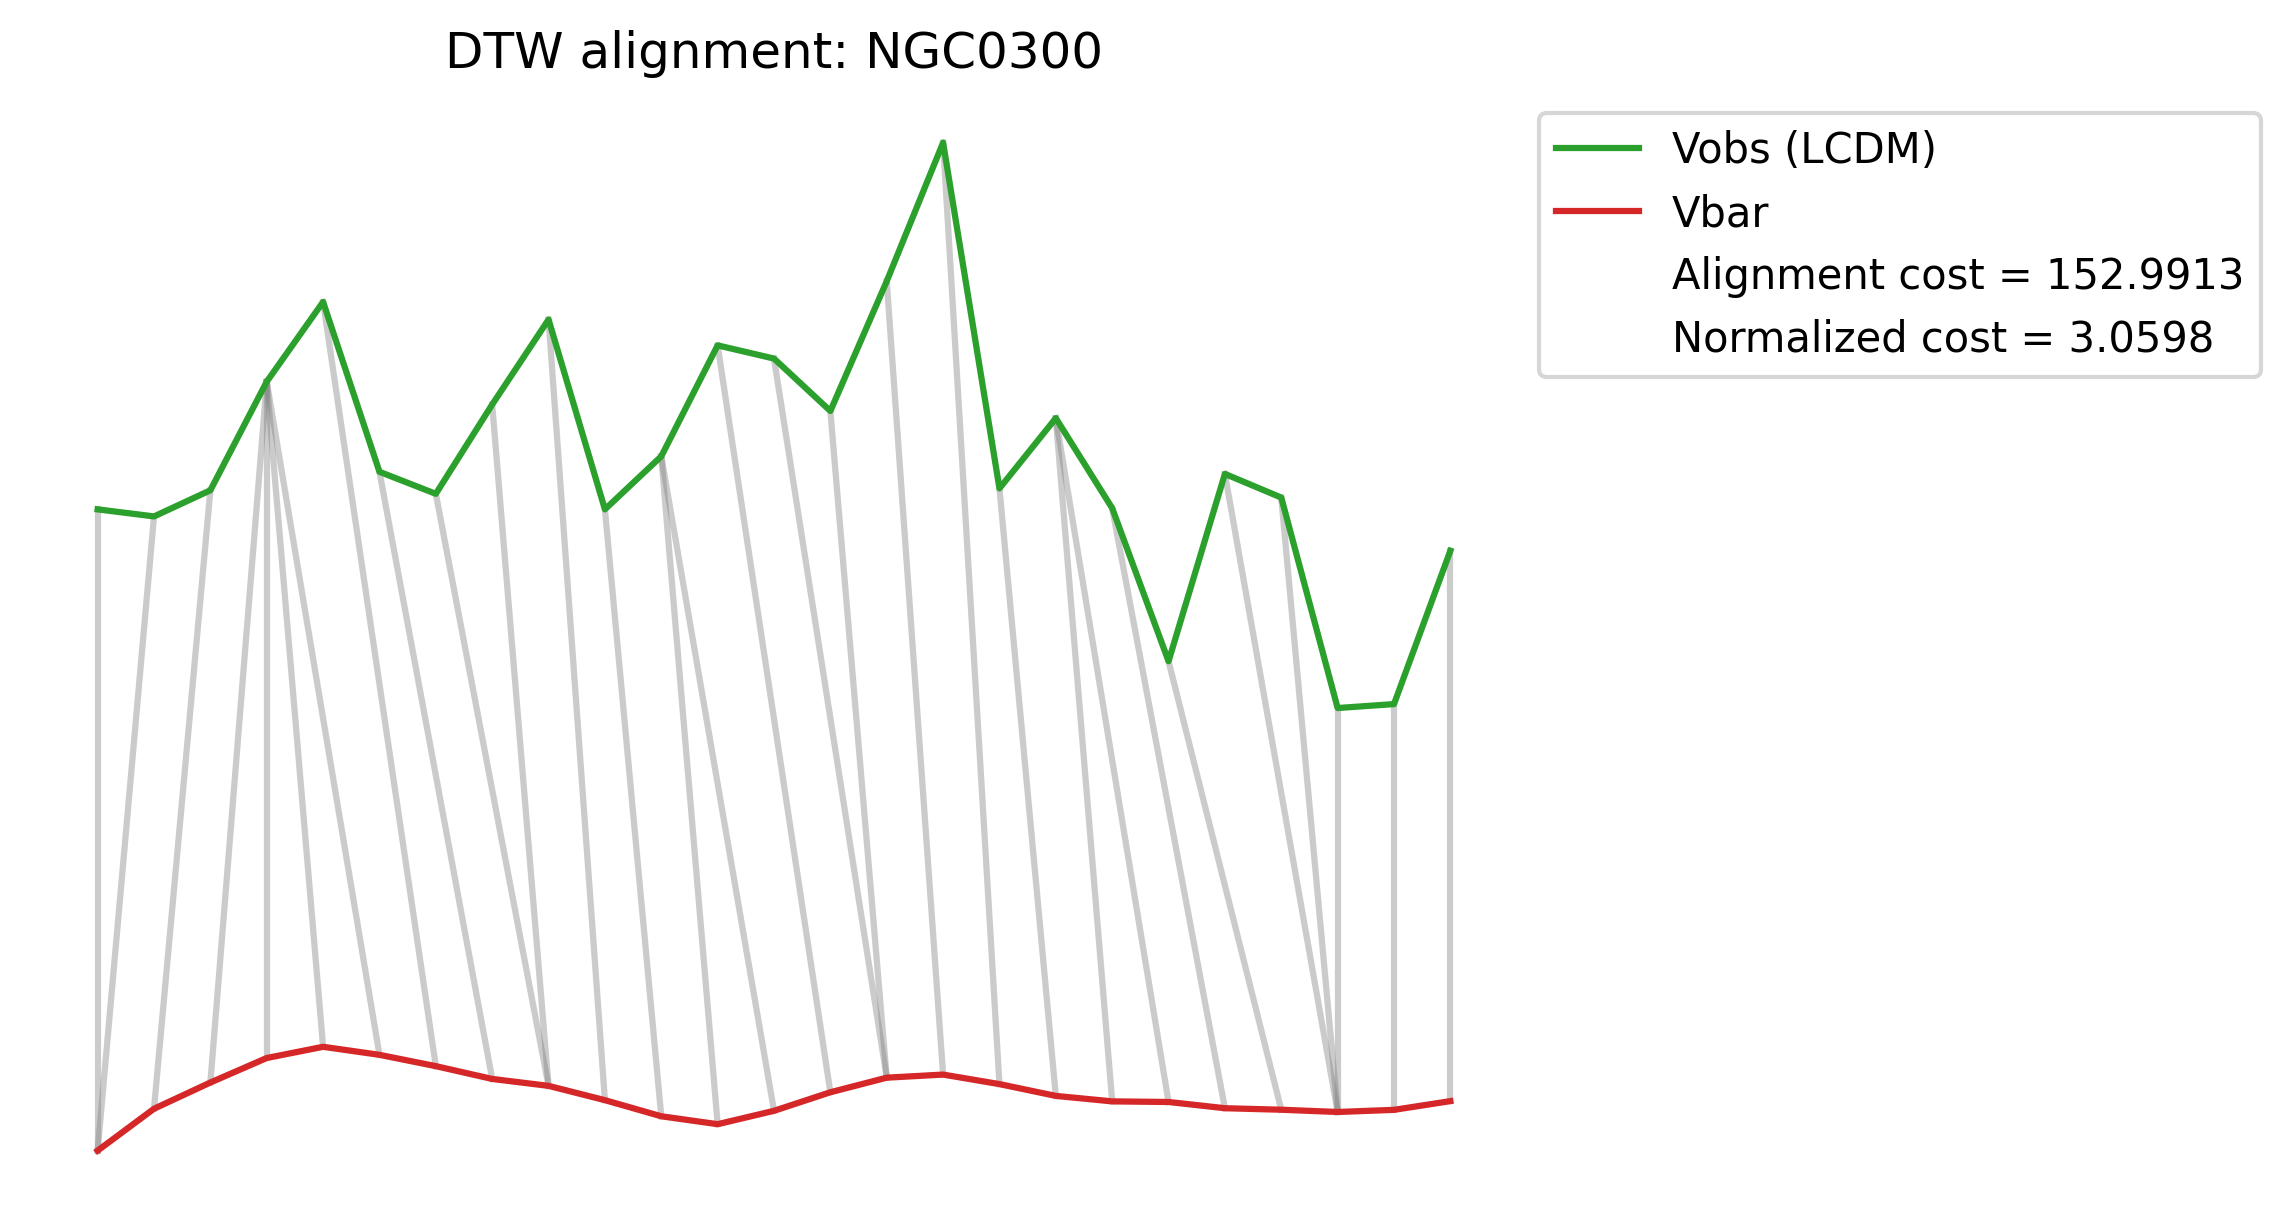 DTW alignment: NGC0300
Vobs (LCDM)
Vbar
Alignment cost = 152.9913
Normalized cost = 3.0598